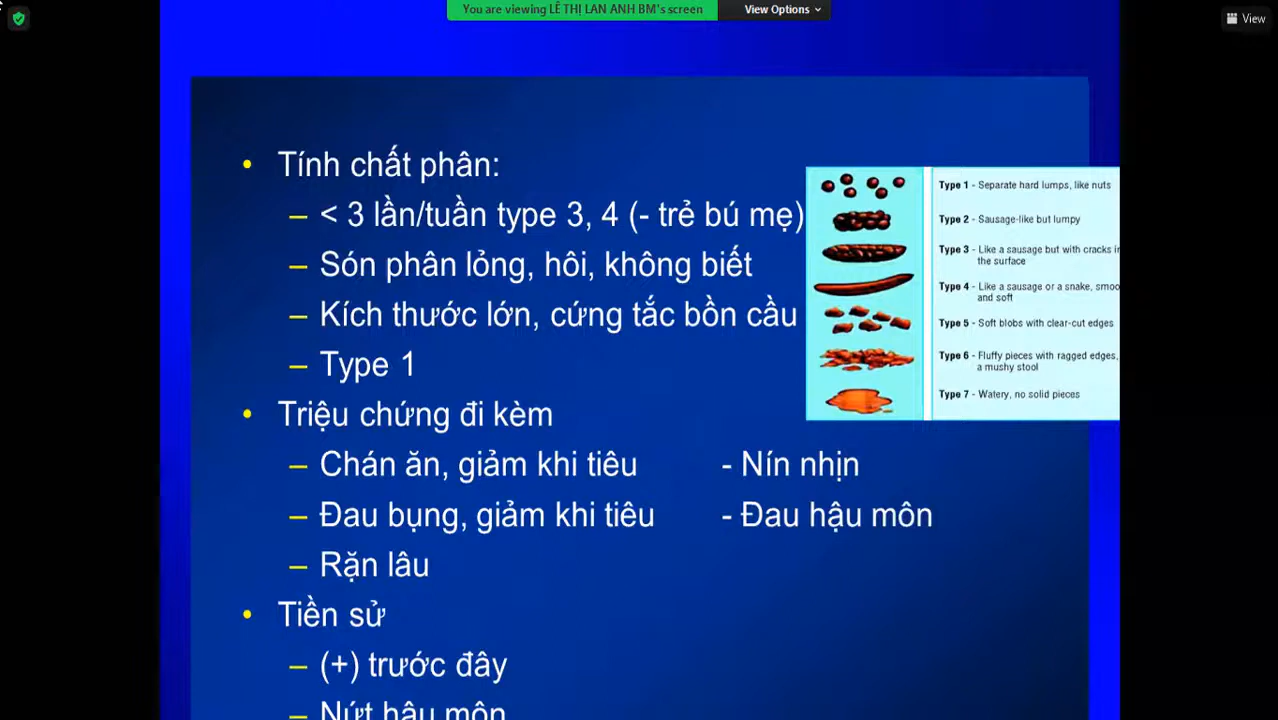 You are viewing LÊ THỊ LAN ANH BM's screen
View Options
View
Tính chất phân:
– < 3 lần/tuần type 3, 4 (- trẻ bú mẹ)
– Són phân lỏng, hôi, không biết
– Kích thước lớn, cứng tắc bồn cầu
– Type 1
Triệu chứng đi kèm
– Chán ăn, giảm khi tiêu - Nín nhịn
– Đau bụng, giảm khi tiêu - Đau hậu môn
– Rặn lâu
Tiền sử
– (+) trước đây
– Nứt hậu môn
Type 1 - Separate hard lumps, like nuts
Type 2 - Sausage-like but lumpy
Type 3 - Like a sausage but with cracks in
the surface
Type 4 - Like a sausage or a snake, smoo
and soft
Type 5 - Soft blobs with clear-cut edges
Type 6 - Fluffy pieces with ragged edges,
a mushy stool
Type 7 - Watery, no solid pieces